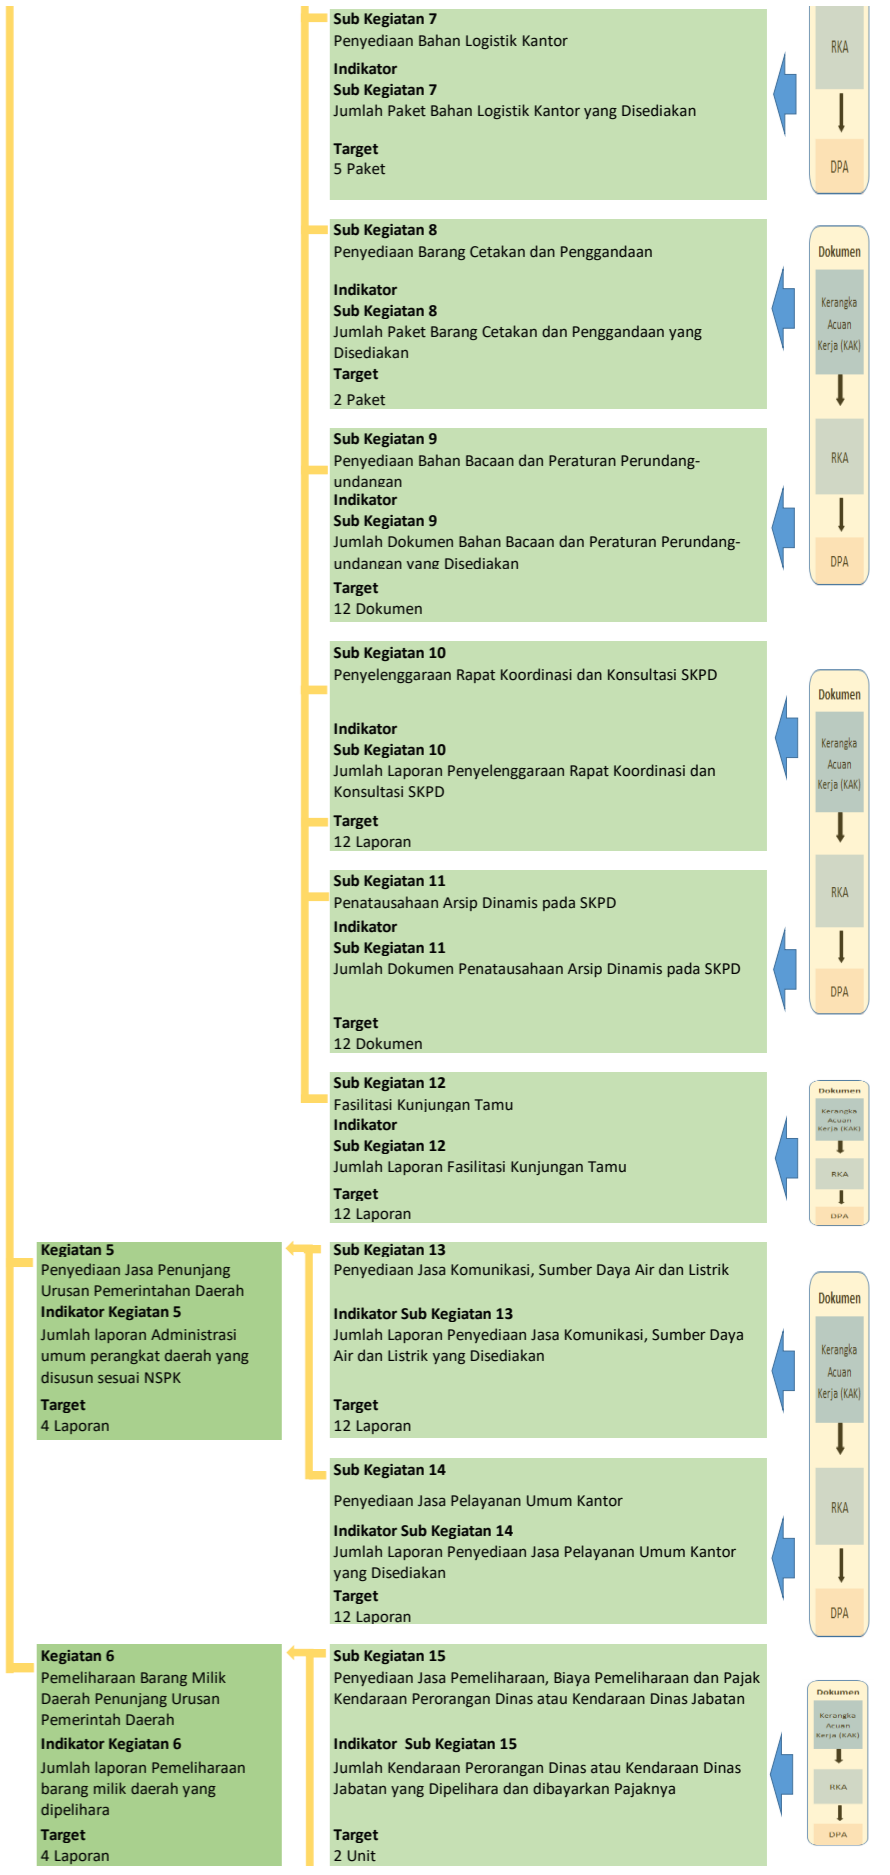 Sub Kegiatan 7
Penyediaan Bahan Logistik Kantor
Indikator
Sub Kegiatan 7
Jumlah Paket Bahan Logistik Kantor yang Disediakan
Target
5 Paket
RKA
DPA
Sub Kegiatan 8
Penyediaan Barang Cetakan dan Penggandaan
Indikator
Sub Kegiatan 8
Jumlah Paket Barang Cetakan dan Penggandaan yang
Disediakan
Target
2 Paket
Sub Kegiatan 9
Penyediaan Bahan Bacaan dan Peraturan Perundang-
undangan
Indikator
Sub Kegiatan 9
Jumlah Dokumen Bahan Bacaan dan Peraturan Perundang-
undangan yang Disediakan
Target
12 Dokumen
Dokumen
Kerangka
Acuan
Kerja (KAK)
RKA
DPA
Sub Kegiatan 10
Penyelenggaraan Rapat Koordinasi dan Konsultasi SKPD
Indikator
Sub Kegiatan 10
Jumlah Laporan Penyelenggaraan Rapat Koordinasi dan
Konsultasi SKPD
Target
12 Laporan
Sub Kegiatan 11
Penatausahaan Arsip Dinamis pada SKPD
Indikator
Sub Kegiatan 11
Jumlah Dokumen Penatausahaan Arsip Dinamis pada SKPD
Target
12 Dokumen
Dokumen
Kerangka
Acuan
Kerja (KAK)
RKA
DPA
Sub Kegiatan 12
Fasilitasi Kunjungan Tamu
Indikator
Sub Kegiatan 12
Jumlah Laporan Fasilitasi Kunjungan Tamu
Target
12 Laporan
Dokumen
Kerangka
Acuan
Kerja (KAK)
RKA
DPA
Kegiatan 5
Penyediaan Jasa Penunjang
Urusan Pemerintahan Daerah
Indikator Kegiatan 5
Jumlah laporan Administrasi
umum perangkat daerah yang
disusun sesuai NSPK
Target
4 Laporan
Sub Kegiatan 13
Penyediaan Jasa Komunikasi, Sumber Daya Air dan Listrik
Indikator Sub Kegiatan 13
Jumlah Laporan Penyediaan Jasa Komunikasi, Sumber Daya
Air dan Listrik yang Disediakan
Target
12 Laporan
Sub Kegiatan 14
Penyediaan Jasa Pelayanan Umum Kantor
Indikator Sub Kegiatan 14
Jumlah Laporan Penyediaan Jasa Pelayanan Umum Kantor
yang Disediakan
Target
12 Laporan
Dokumen
Kerangka
Acuan
Kerja (KAK)
RKA
DPA
Kegiatan 6
Pemeliharaan Barang Milik
Daerah Penunjang Urusan
Pemerintah Daerah
Indikator Kegiatan 6
Jumlah laporan Pemeliharaan
barang milik daerah yang
dipelihara
Target
4 Laporan
Sub Kegiatan 15
Penyediaan Jasa Pemeliharaan, Biaya Pemeliharaan dan Pajak
Kendaraan Perorangan Dinas atau Kendaraan Dinas Jabatan
Indikator  Sub Kegiatan 15
Jumlah Kendaraan Perorangan Dinas atau Kendaraan Dinas
Jabatan yang Dipelihara dan dibayarkan Pajaknya
Target
2 Unit
Dokumen
Kerangka
Acuan
Kerja (KAK)
RKA
DPA